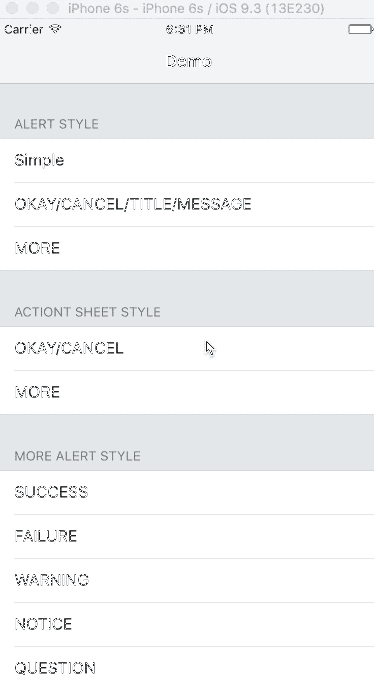 iPhone 6s - iPhone 6s / iOS 9.3 (13E230)
Carrier 6:31 PM
Demo
ALERT STYLE
Simple
OKAY/CANCEL/TITLE/MESSAGE
MORE
ACTIONT SHEET STYLE
OKAY/CANCEL
MORE
MORE ALERT STYLE
SUCCESS
FAILURE
WARNING
NOTICE
QUESTION